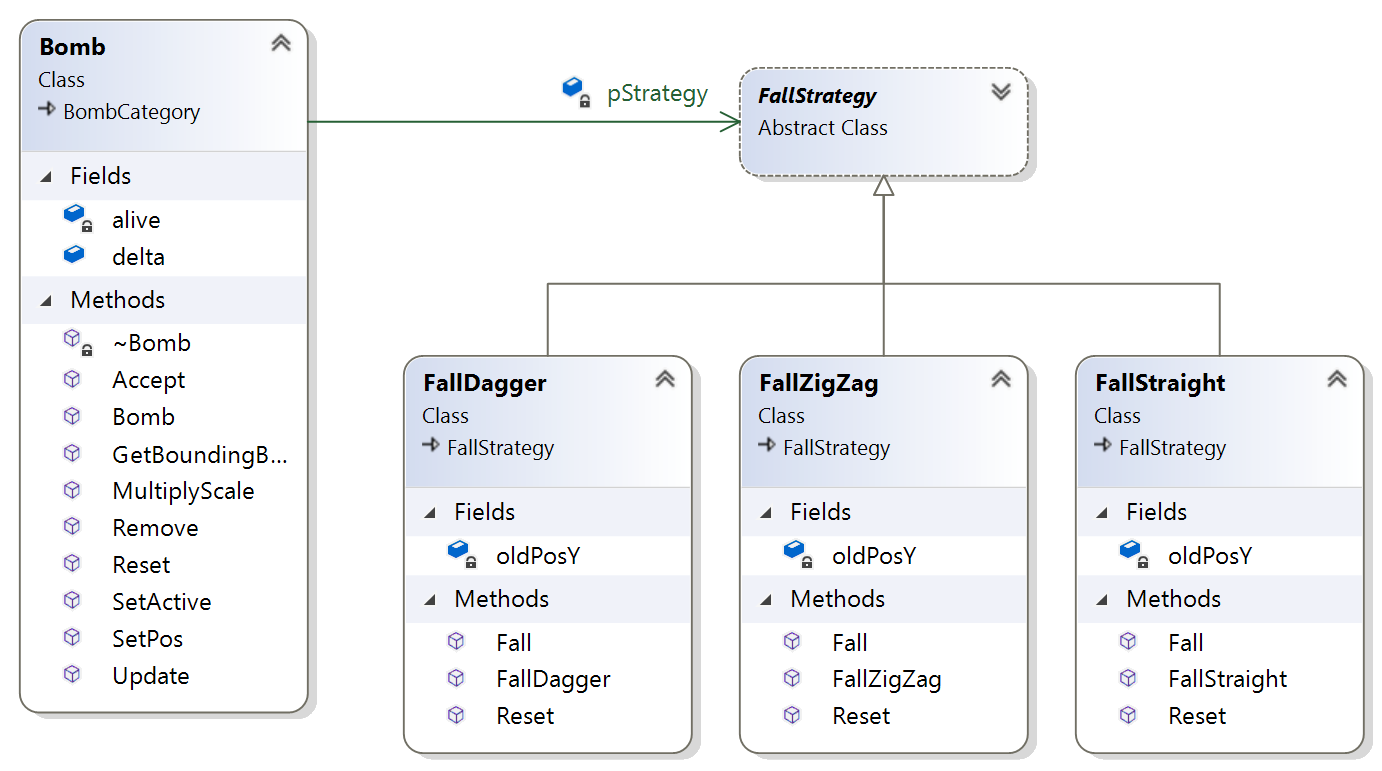 Bomb
Class
BombCategory
Fields
alive
delta
Methods
~Bomb
Accept
Bomb
GetBoundingB...
MultiplyScale
Remove
Reset
SetActive
SetPos
Update
pStrategy
FallStrategy
Abstract Class
FallDagger
Class
FallStrategy
Fields
oldPosY
Methods
Fall
FallDagger
Reset
FallZigZag
Class
FallStrategy
Fields
oldPosY
Methods
Fall
FallZigZag
Reset
FallStraight
Class
FallStrategy
Fields
oldPosY
Methods
Fall
FallStraight
Reset